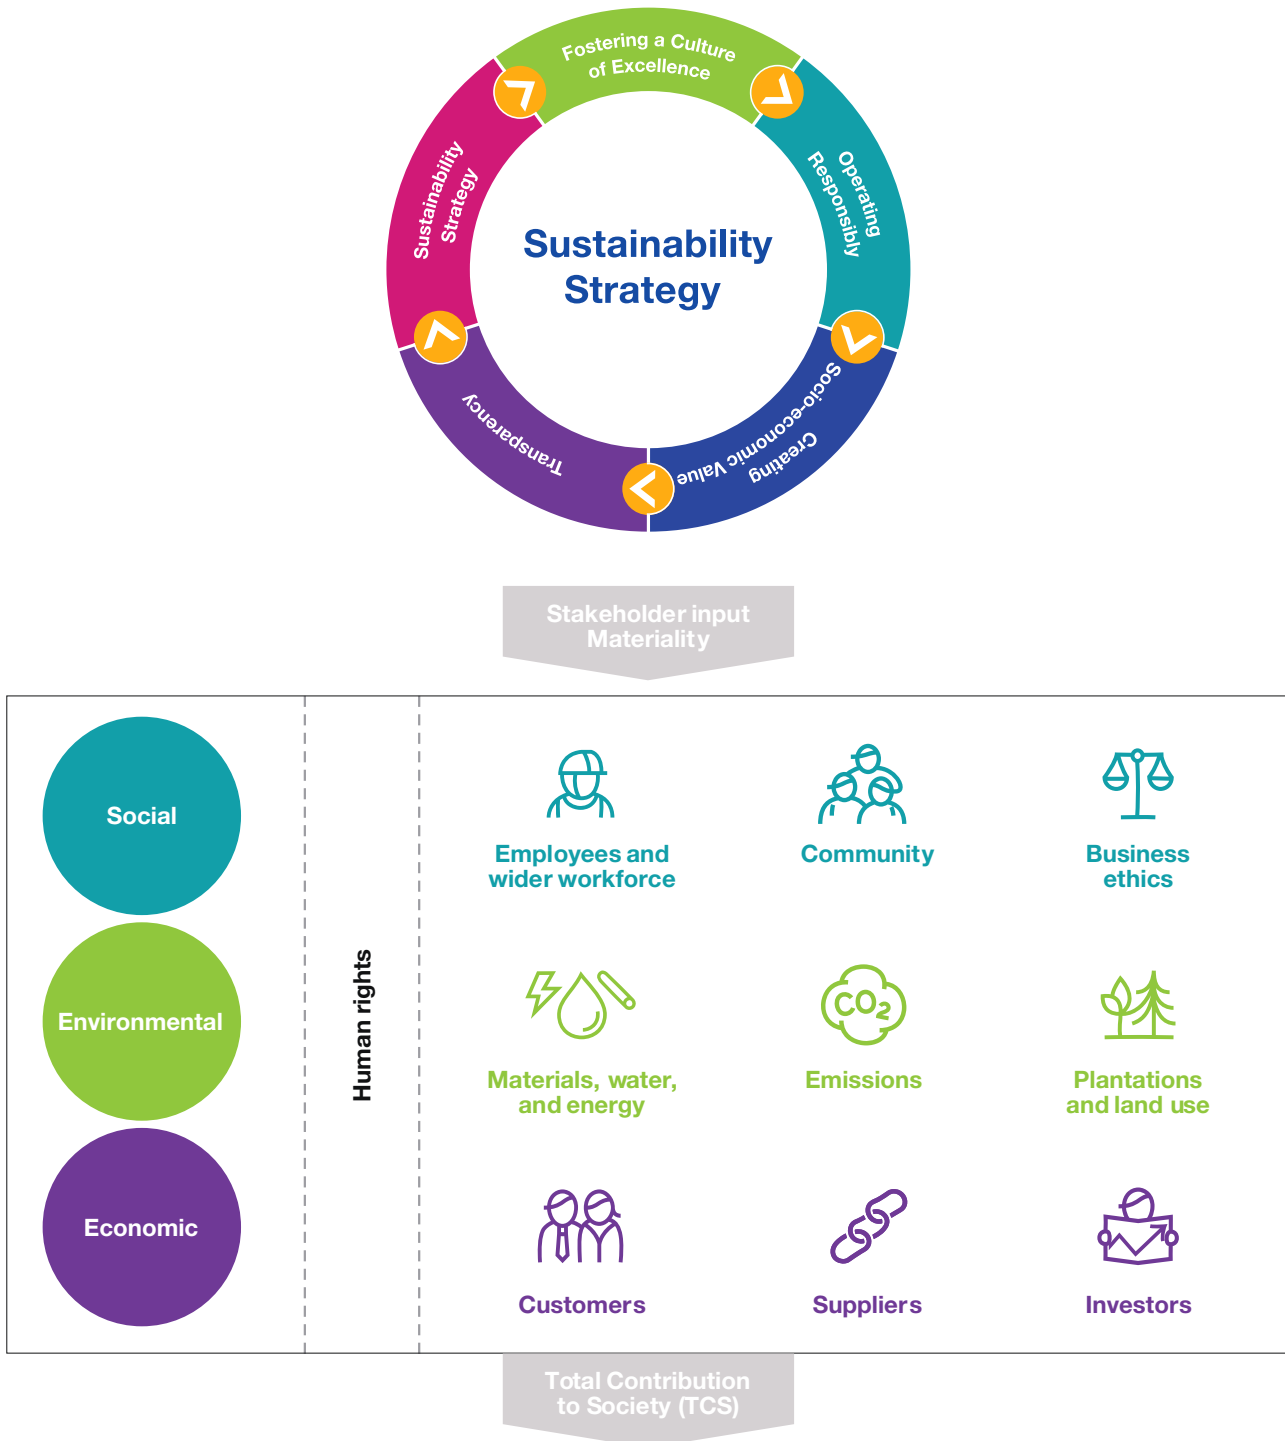 Fostering a Culture
of Excellence
Operating
Responsibly
Creating
Socio-economic Value
Transparency
Sustainability
Strategy
Sustainability
Strategy
Stakeholder input
Materiality
Social
Human rights
Employees and
wider workforce
Community
Business
ethics
Environmental
CO2
Materials, water,
and energy
Emissions
Plantations
and land use
Economic
Customers
Suppliers
Investors
Total Contribution
to Society (TCS)